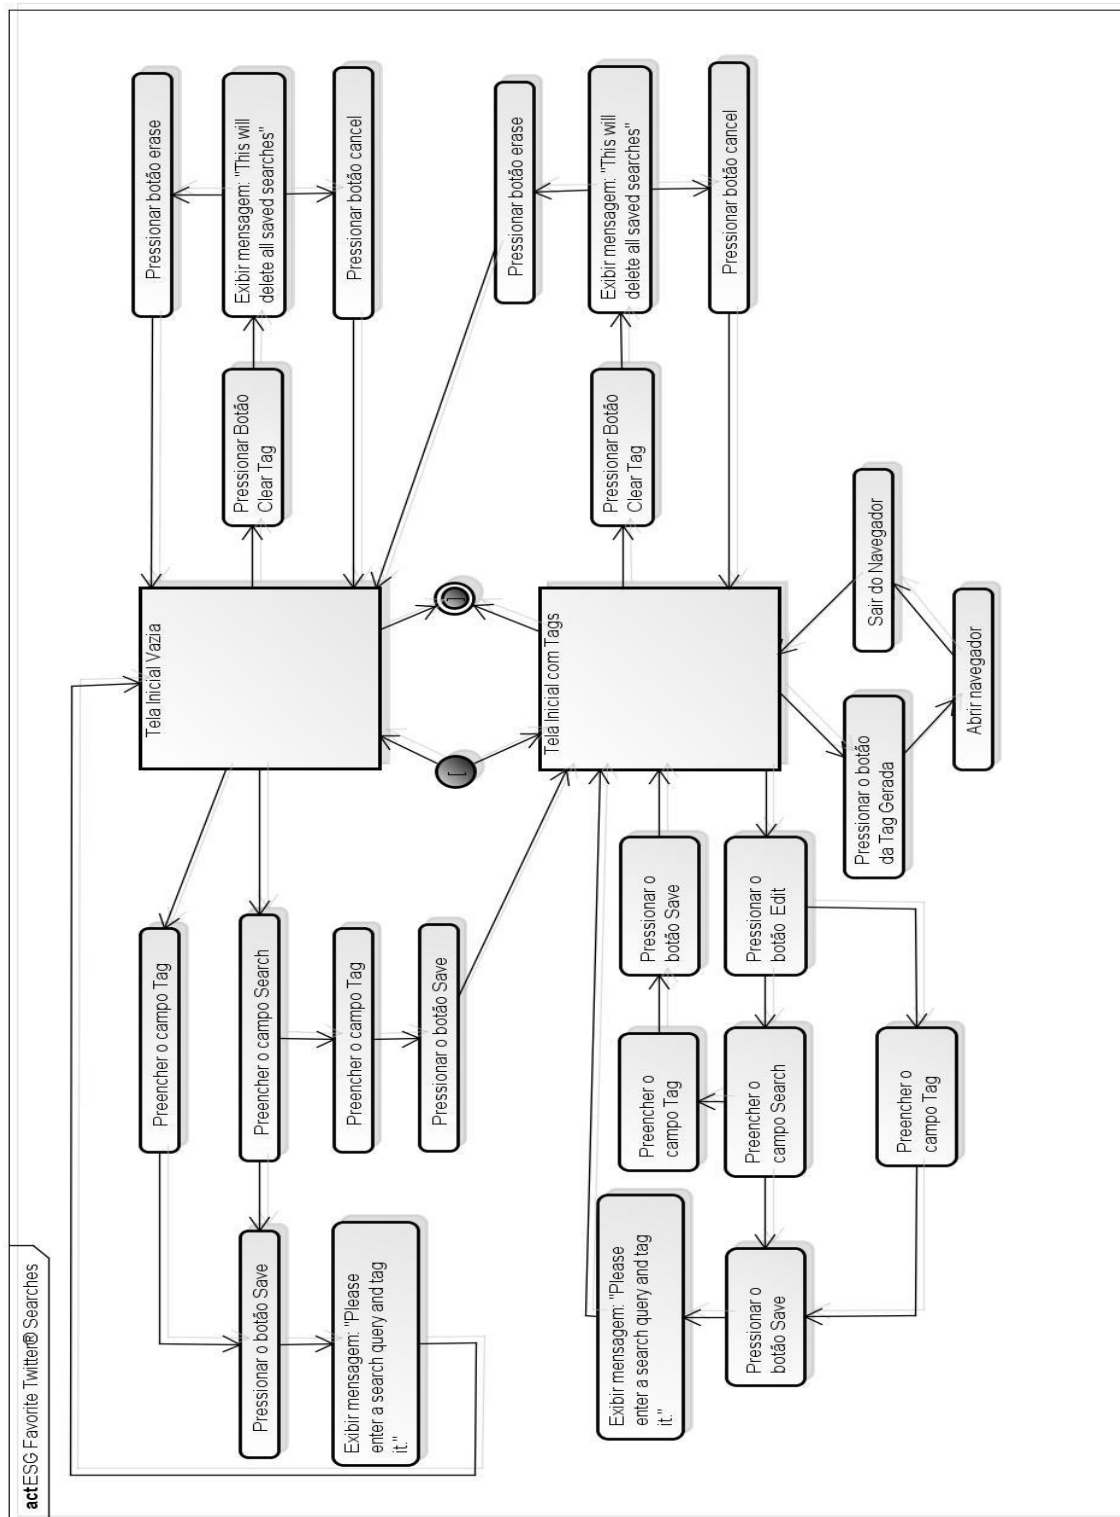 actESG Favorite Twitter® Searches
Preencher o campo Tag
Tela Inicial Vazia
Pressionar botão erase
Pressionar o botão Save
Preencher o campo Search
Pressionar Botão
Clear Tag
Exibir mensagem: "This will
delete all saved searches"
Exibir mensagem: "Please
enter a search query and tag
it."
Preencher o campo Tag
Pressionar botão cancel
Pressionar o botão Save
[
]
Pressionar botão erase
Tela Inicial com Tags
Exibir mensagem: "Please
enter a search query and tag
it."
Preencher o
campo Tag
Pressionar o
botão Save
Pressionar Botão
Clear Tag
Exibir mensagem: "This will
delete all saved searches"
Pressionar o
botão Save
Preencher o
campo Search
Pressionar o
botão Edit
Pressionar botão cancel
Pressionar o botão
da Tag Gerada
Sair do Navegador
Preencher o
campo Tag
Abrir navegador